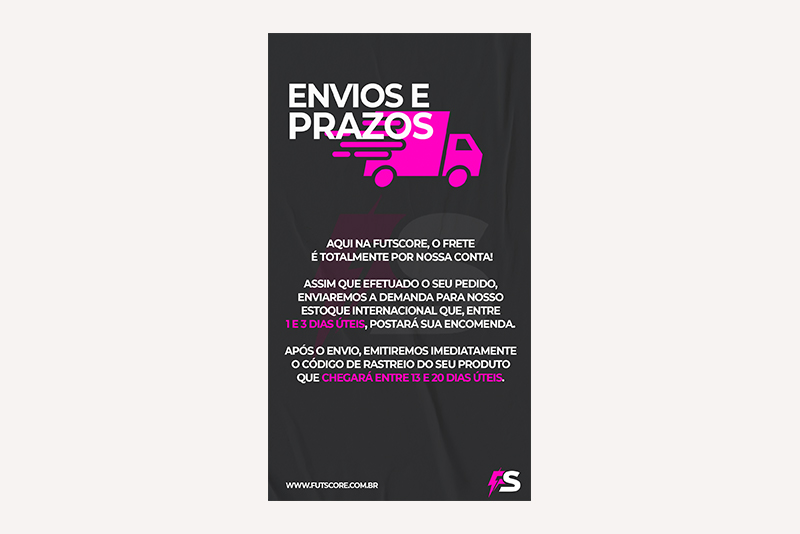 ENVIOS E
PRAZOS
AQUI NA FUTSCORE, O FRETE
É TOTALMENTE POR NOSSA CONTA!
ASSIM QUE EFETUADO O SEU PEDIDO,
ENVIAREMOS A DEMANDA PARA NOSSO
ESTOQUE INTERNACIONAL QUE, ENTRE
1 E 3 DIAS ÚTEIS, POSTARÁ SUA ENCOMENDA.
APÓS O ENVIO, EMITIREMOS IMEDIATAMENTE
O CÓDIGO DE RASTREIO DO SEU PRODUTO
QUE CHEGARÁ ENTRE 13 E 20 DIAS ÚTEIS.
WWW.FUTSCORE.COM.BR
FS